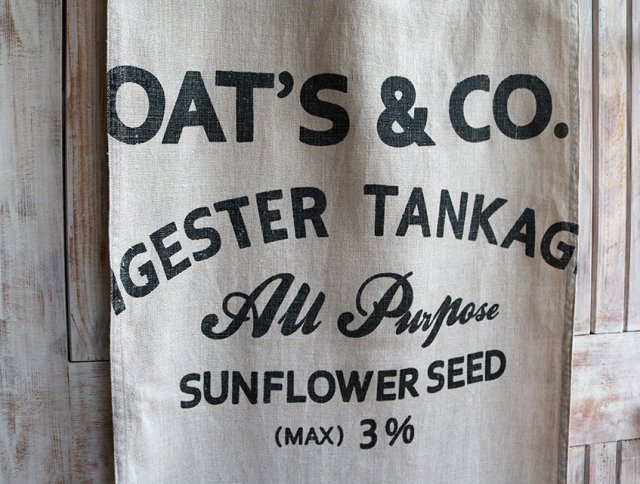 OAT'S & CO.
IGESTER TANKAG
All Purpose
SUNFLOWER SEED
(MAX) 3%